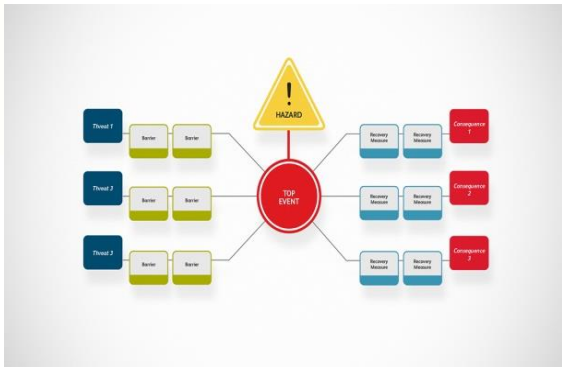 !
HAZARD
Threat 1
Barrier
Barrier
Recovery
Measure
Recovery
Measure
Consequence
1
Threat 3
Barrier
Barrier
TOP
EVENT
Recovery
Measure
Recovery
Measure
Consequence
2
Threat 3
Barrier
Barrier
Recovery
Measure
Recovery
Measure
Consequence
3